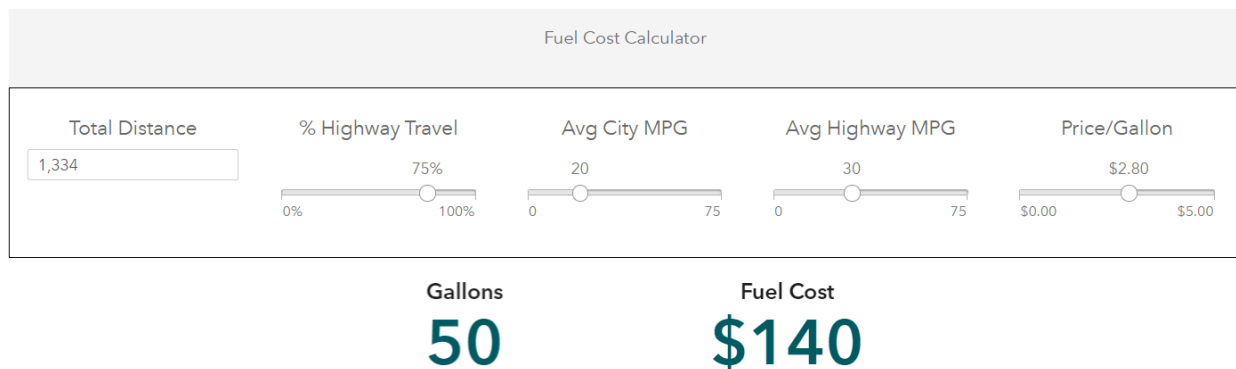 Fuel Cost Calculator
Total Distance
% Highway Travel
Avg City MPG
Avg Highway MPG
Price/Gallon
1,334
75%
20
30
$2.80
0%
100%
0
75
0
75
$0.00
$5.00
Gallons
Fuel Cost
50
$140